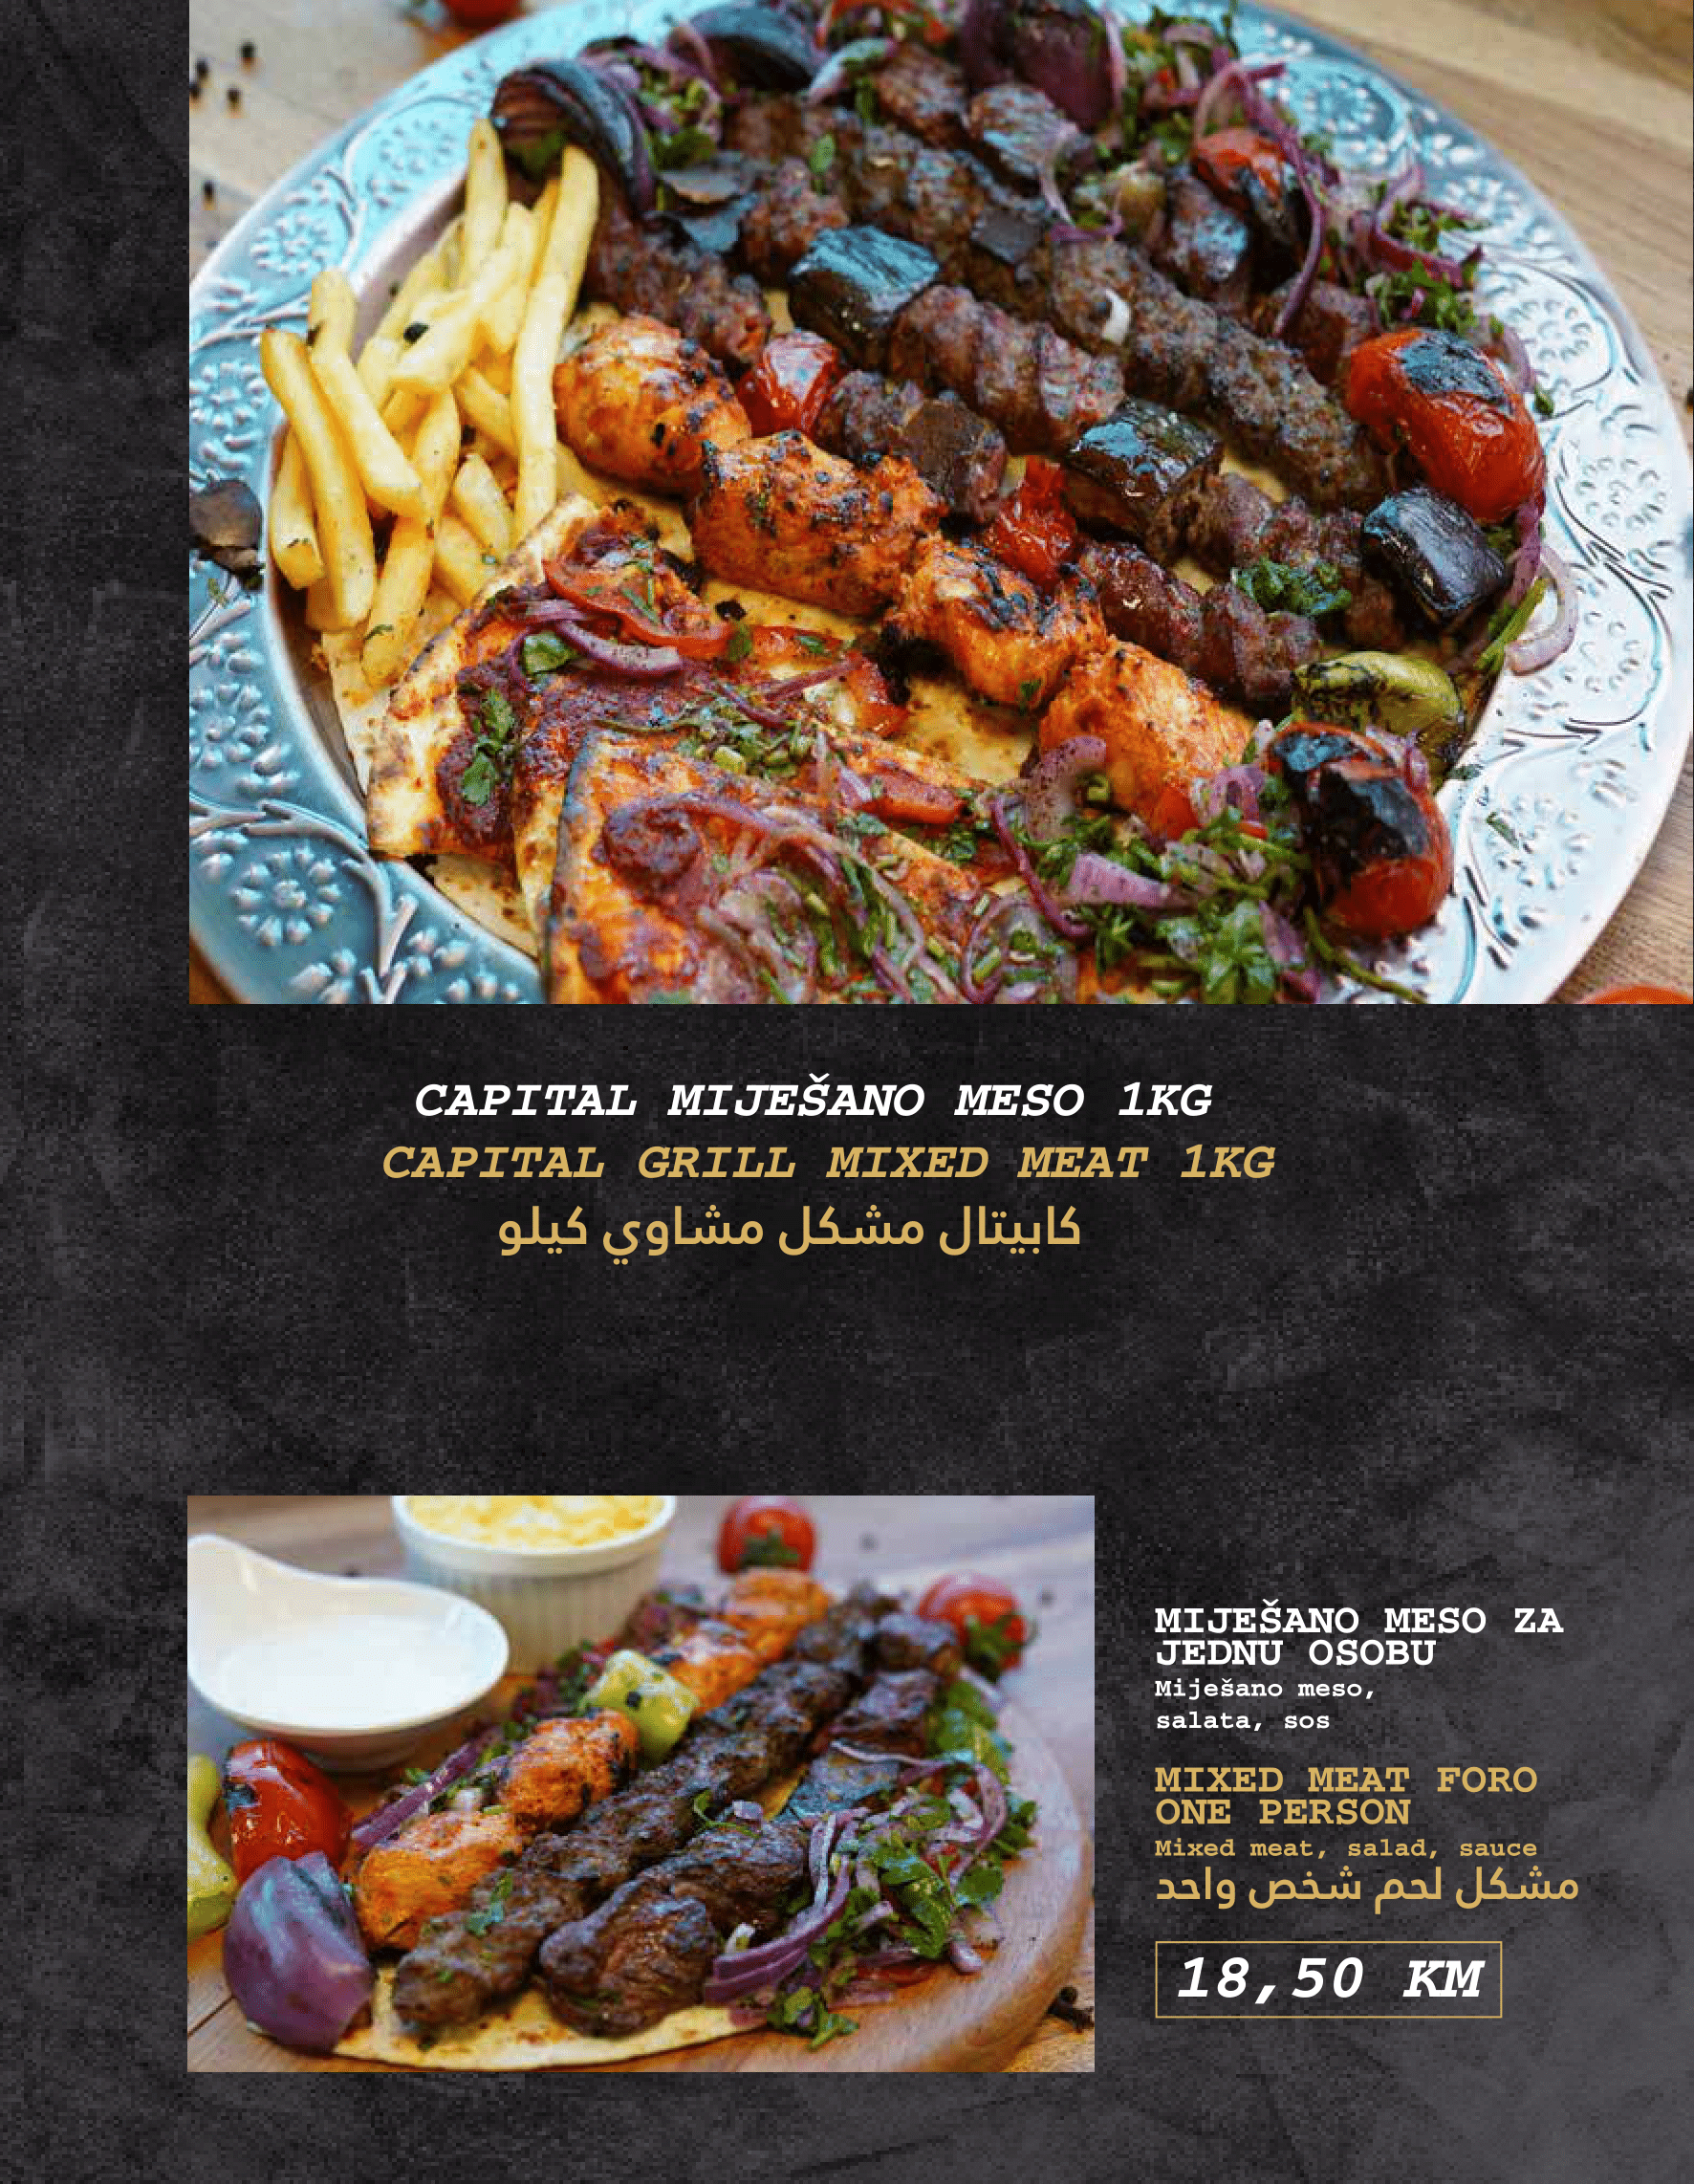 CAPITAL MIJEŠANO MESO 1KG
CAPITAL GRILL MIXED MEAT 1KG
كابيتال مشكل مشاوي كيلو
MIJEŠANO MESO ZA
JEDNU OSOBU
Miješano meso,
salata, sos
MIXED MEAT FORO
ONE PERSON
Mixed meat, salad, sauce
مشكل لحم شخص واحد
18,50 KM